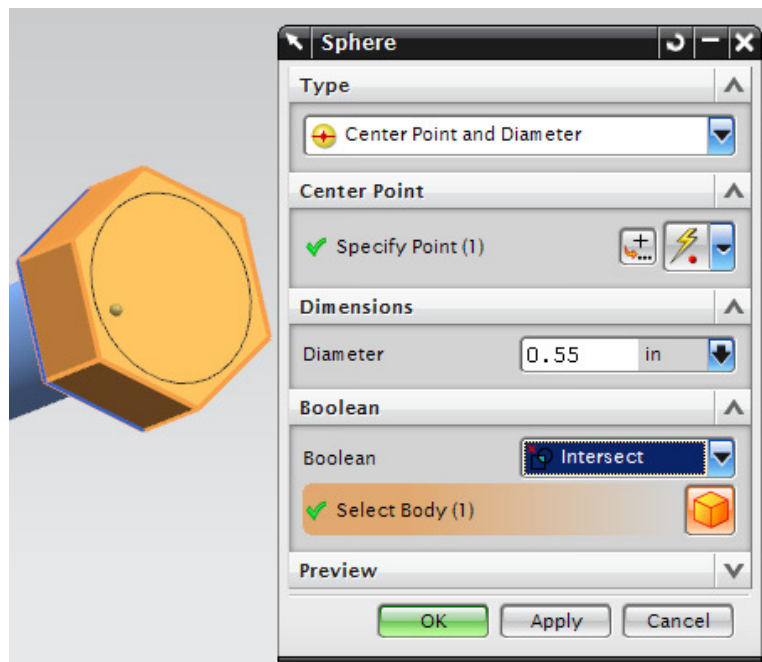 Sphere
Type
Center Point and Diameter
Center Point
Specify Point (1)
Dimensions
Diameter 0.55 in
Boolean
Boolean Intersect
Select Body (1)
Preview
OK Apply Cancel